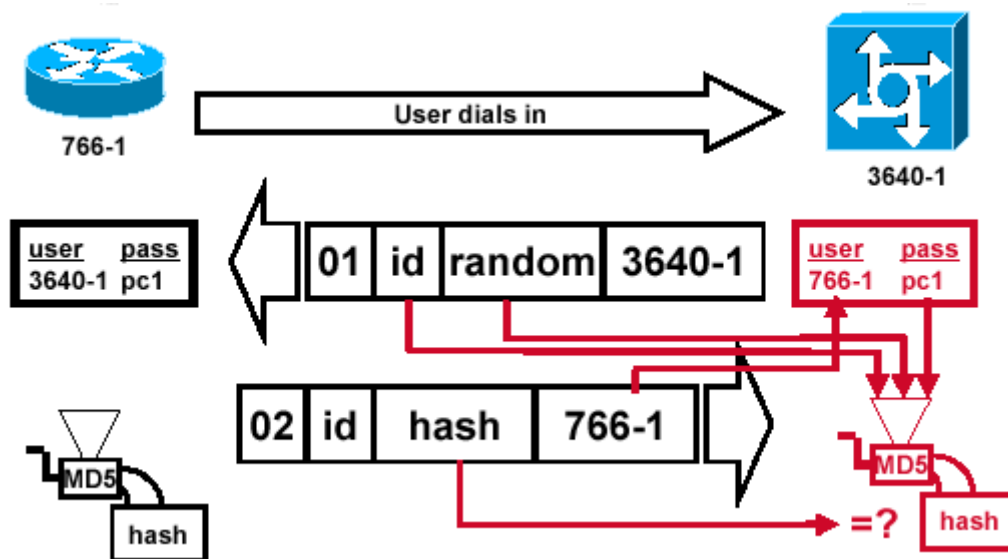 User dials in
766-1
3640-1
user pass
3640-1 pc1
01 id random 3640-1
user pass
766-1 pc1
02 id hash 766-1
MD5
hash
MD5
=?
hash